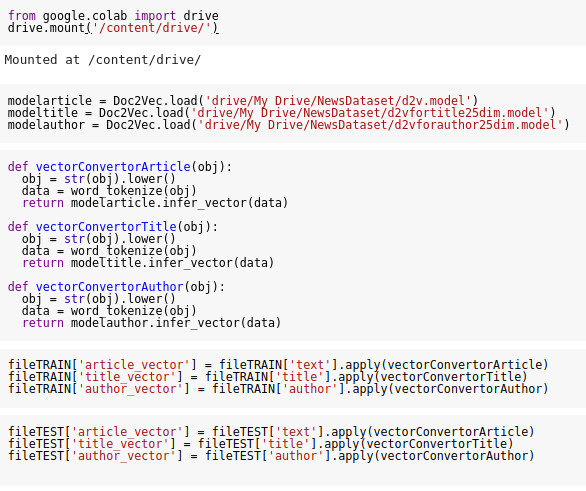 from google.colab import drive
drive.mount('/content/drive/')
Mounted at /content/drive/
modelarticle = Doc2Vec.load('drive/My Drive/NewsDataset/d2v.model')
modeltitle = Doc2Vec.load('drive/My Drive/NewsDataset/d2vfortitle25dim.model')
modelauthor = Doc2Vec.load('drive/My Drive/NewsDataset/d2vforauthor25dim.model')
def vectorConvertorArticle(obj):
  obj = str(obj).lower()
  data = word_tokenize(obj)
  return modelarticle.infer_vector(data)
def vectorConvertorTitle(obj):
  obj = str(obj).lower()
  data = word_tokenize(obj)
  return modeltitle.infer_vector(data)
def vectorConvertorAuthor(obj):
  obj = str(obj).lower()
  data = word_tokenize(obj)
  return modelauthor.infer_vector(data)
fileTRAIN['article_vector'] = fileTRAIN['text'].apply(vectorConvertorArticle)
fileTRAIN['title_vector'] = fileTRAIN['title'].apply(vectorConvertorTitle)
fileTRAIN['author_vector'] = fileTRAIN['author'].apply(vectorConvertorAuthor)
fileTEST['article_vector'] = fileTEST['text'].apply(vectorConvertorArticle)
fileTEST['title_vector'] = fileTEST['title'].apply(vectorConvertorTitle)
fileTEST['author_vector'] = fileTEST['author'].apply(vectorConvertorAuthor)